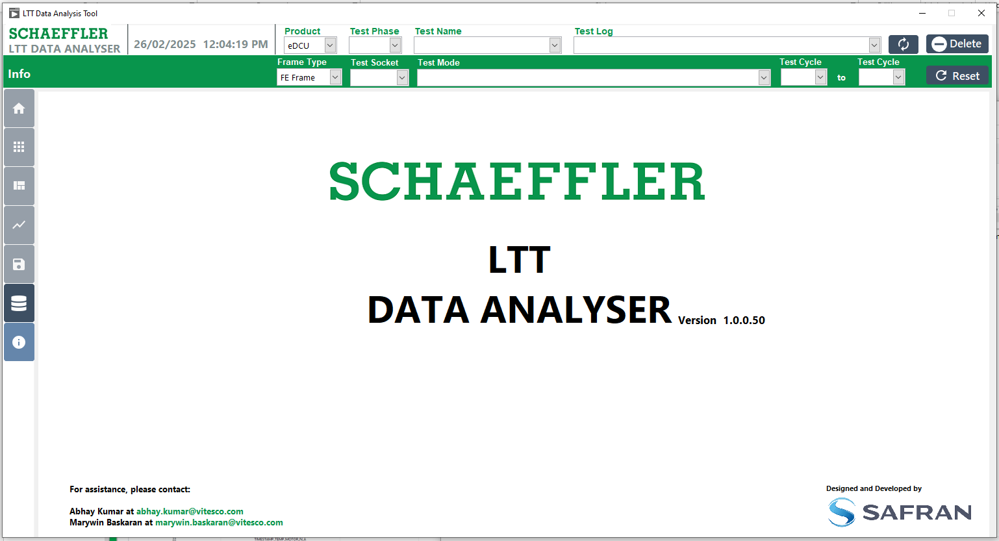 LTT Data Analysis Tool
SCHAEFFLER
LTT DATA ANALYSER
26/02/2025 12:04:19 PM
Product
Test Phase
Test Name
Test Log
eDCU
Delete
Info
Frame Type
Test Socket
Test Mode
Test Cycle
Test Cycle
FE Frame
to
Reset
SCHAEFFLER
LTT
DATA ANALYSER
Version 1.0.0.50
For assistance, please contact:
Abhay Kumar at abhay.kumar@vitesco.com
Marywin Baskaran at marywin.baskaran@vitesco.com
Designed and Developed by
SAFRAN
22
TIMESTAMP_TEMP_MOTOR_N_A